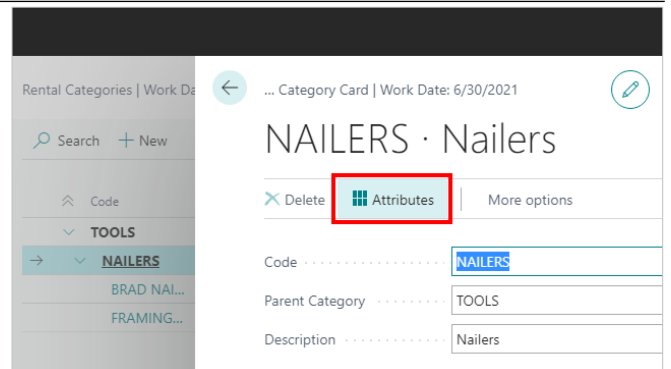 Rental Categories | Work Da
Search + New
Code
TOOLS
NAILERS
BRAD NAI...
FRAMING...
... Category Card | Work Date: 6/30/2021
NAILERS · Nailers
Delete Attributes More options
Code NAILERS
Parent Category TOOLS
Description Nailers